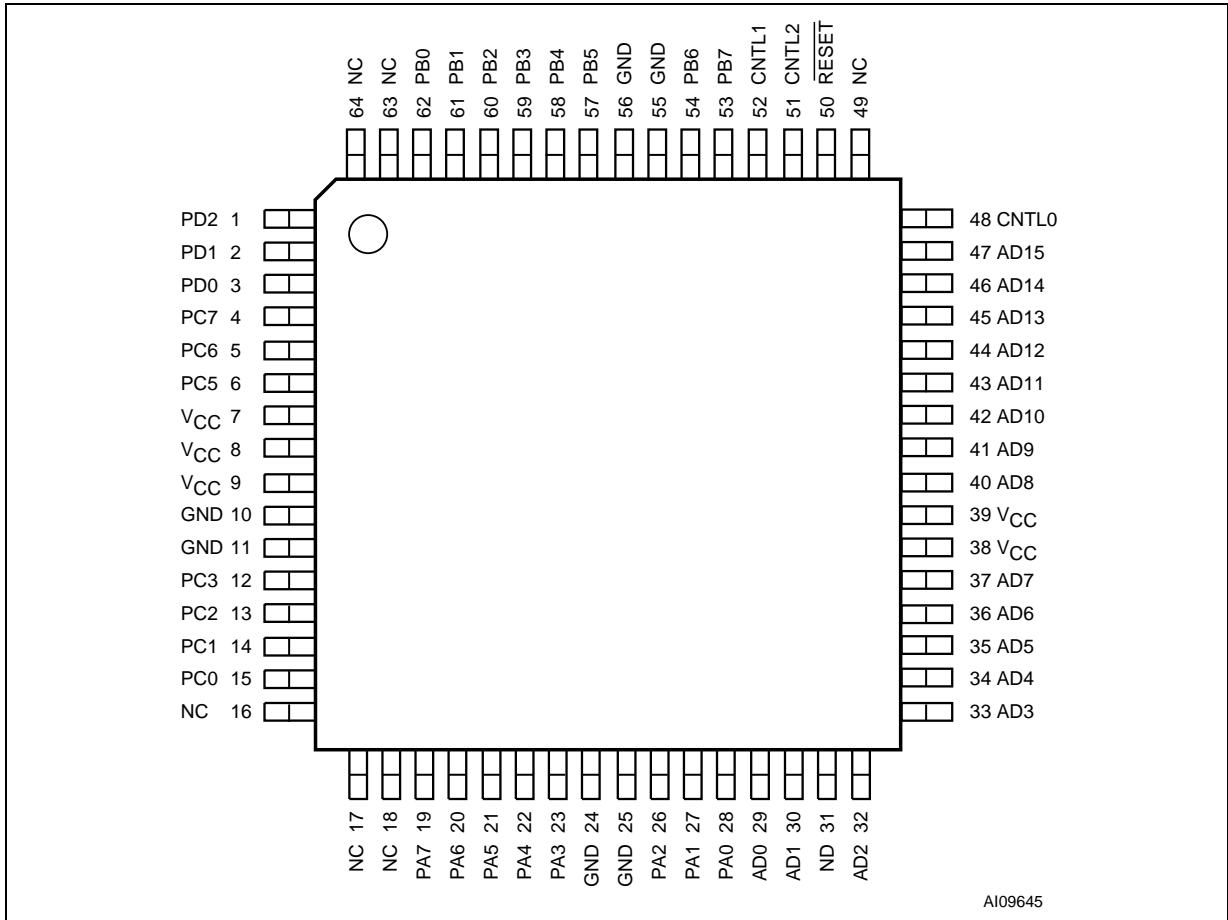 64 NC
63 NC
62 PB0
61 PB1
60 PB2
59 PB3
58 PB4
57 PB5
56 GND
55 GND
54 PB6
53 PB7
52 CNTL1
51 CNTL2
50 RESET
49 NC
PD2 1
PD1 2
PD0 3
PC7 4
PC6 5
PC5 6
VCC 7
VCC 8
VCC 9
GND 10
GND 11
PC3 12
PC2 13
PC1 14
PC0 15
NC 16
48 CNTL0
47 AD15
46 AD14
45 AD13
44 AD12
43 AD11
42 AD10
41 AD9
40 AD8
39 VCC
38 VCC
37 AD7
36 AD6
35 AD5
34 AD4
33 AD3
NC 17
NC 18
PA7 19
PA6 20
PA5 21
PA4 22
PA3 23
GND 24
GND 25
PA2 26
PA1 27
PA0 28
AD0 29
AD1 30
ND 31
AD2 32
AI09645